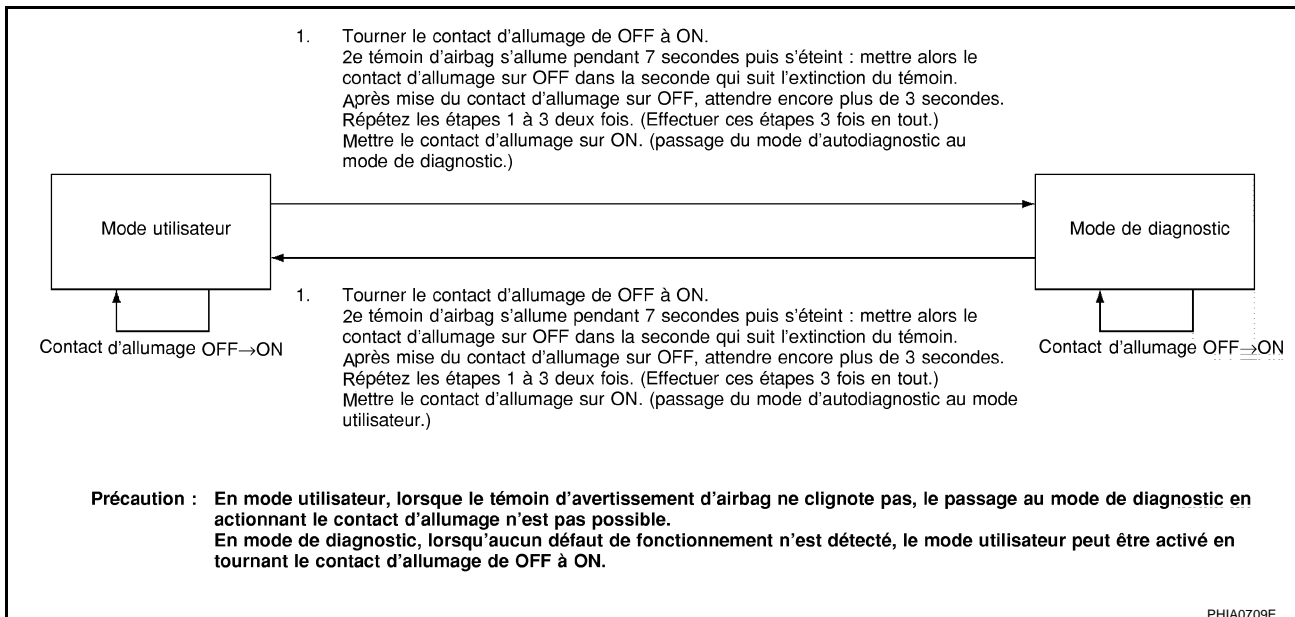 1. Tourner le contact d'allumage de OFF à ON.
2e témoin d'airbag s'allume pendant 7 secondes puis s'éteint : mettre alors le
contact d'allumage sur OFF dans la seconde qui suit l'extinction du témoin.
Après mise du contact d'allumage sur OFF, attendre encore plus de 3 secondes.
Répétez les étapes 1 à 3 deux fois. (Effectuer ces étapes 3 fois en tout.)
Mettre le contact d'allumage sur ON. (passage du mode d'autodiagnostic au
mode de diagnostic.)
Mode utilisateur
Mode de diagnostic
1. Tourner le contact d'allumage de OFF à ON.
2e témoin d'airbag s'allume pendant 7 secondes puis s'éteint : mettre alors le
contact d'allumage sur OFF dans la seconde qui suit l'extinction du témoin.
Après mise du contact d'allumage sur OFF, attendre encore plus de 3 secondes.
Répétez les étapes 1 à 3 deux fois. (Effectuer ces étapes 3 fois en tout.)
Mettre le contact d'allumage sur ON. (passage du mode d'autodiagnostic au mode
utilisateur.)
Contact d'allumage OFF→ON
Contact d'allumage OFF→ON
Précaution : En mode utilisateur, lorsque le témoin d'avertissement d'airbag ne clignote pas, le passage au mode de diagnostic en
actionnant le contact d'allumage n'est pas possible.
En mode de diagnostic, lorsqu'aucun défaut de fonctionnement n'est détecté, le mode utilisateur peut être activé en
tournant le contact d'allumage de OFF à ON.
PHIA0709E